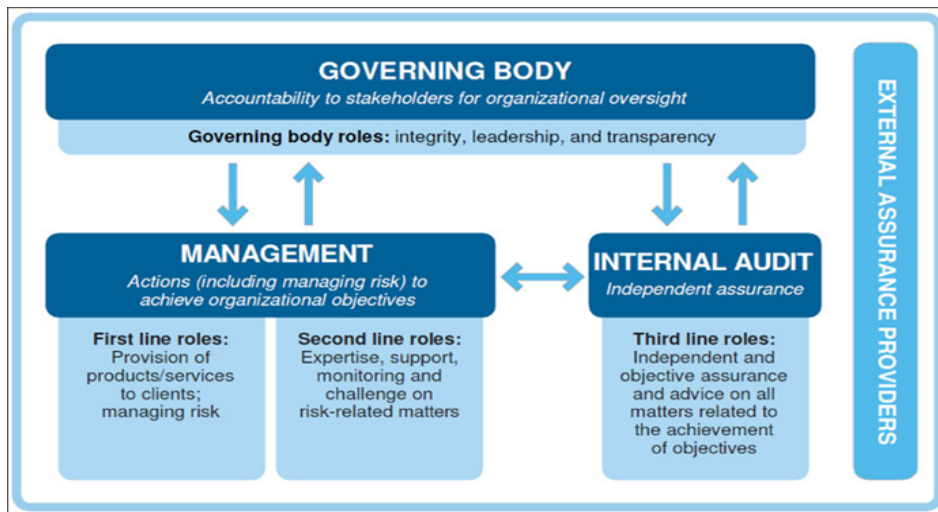 GOVERNING BODY
Accountability to stakeholders for organizational oversight
Governing body roles: integrity, leadership, and transparency
MANAGEMENT
Actions (including managing risk) to
achieve organizational objectives
First line roles:
Provision of
products/services
to clients;
managing risk
Second line roles:
Expertise, support,
monitoring and
challenge on
risk-related matters
INTERNAL AUDIT
Independent assurance
Third line roles:
Independent and
objective assurance
and advice on all
matters related to
the achievement
of objectives
EXTERNAL ASSURANCE PROVIDERS